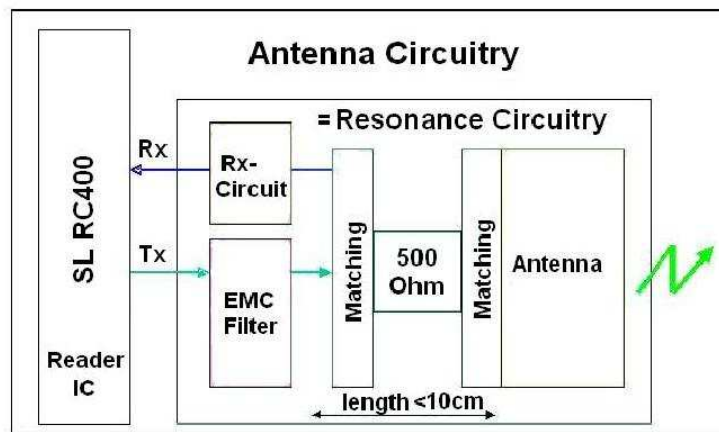 Antenna Circuitry
= Resonance Circuitry
SL RC400
Reader
IC
Rx
Tx
Rx-
Circuit
EMC
Filter
Matching
500
Ohm
Matching
Antenna
length <10cm